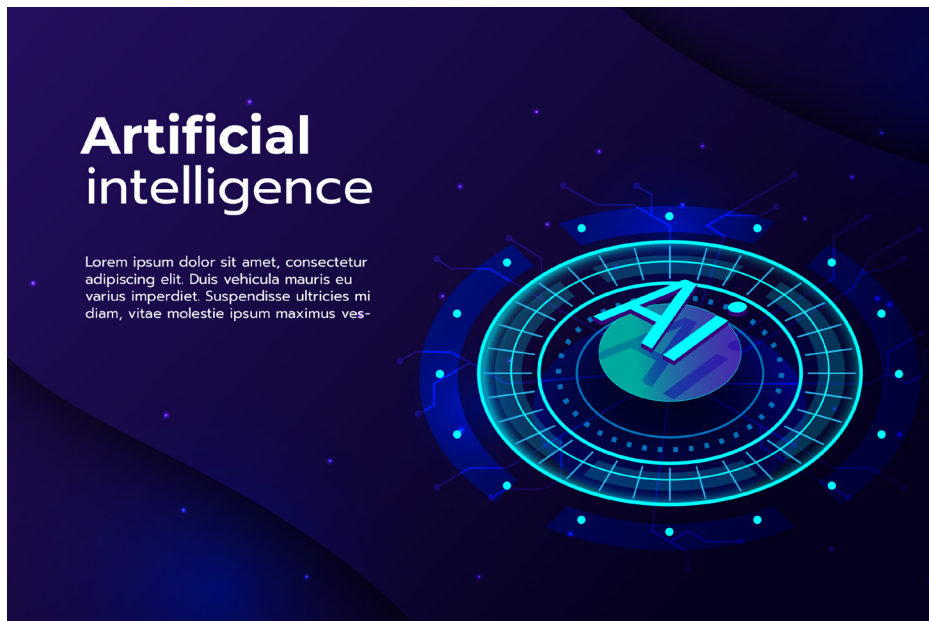 Artificial
intelligence
Lorem ipsum dolor sit amet, consectetur
adipiscing elit. Duis vehicula mauris eu
varius imperdiet. Suspendisse ultricies mi
diam, vitae molestie ipsum maximus ves-
Ai